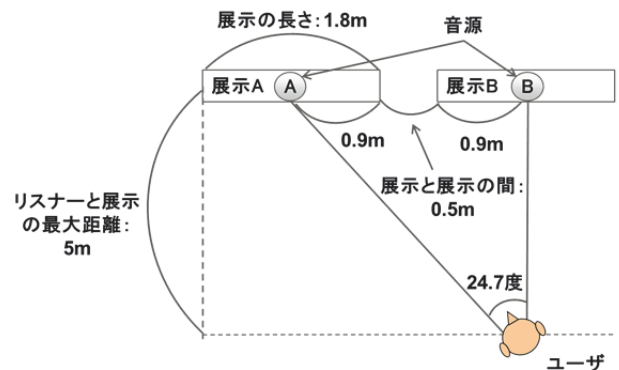 展示の長さ：1.8m
音源
展示A
A
展示B
B
0.9m
0.9m
展示と展示の間：
0.5m
リスナーと展示
の最大距離：
5m
24.7度
ユーザ